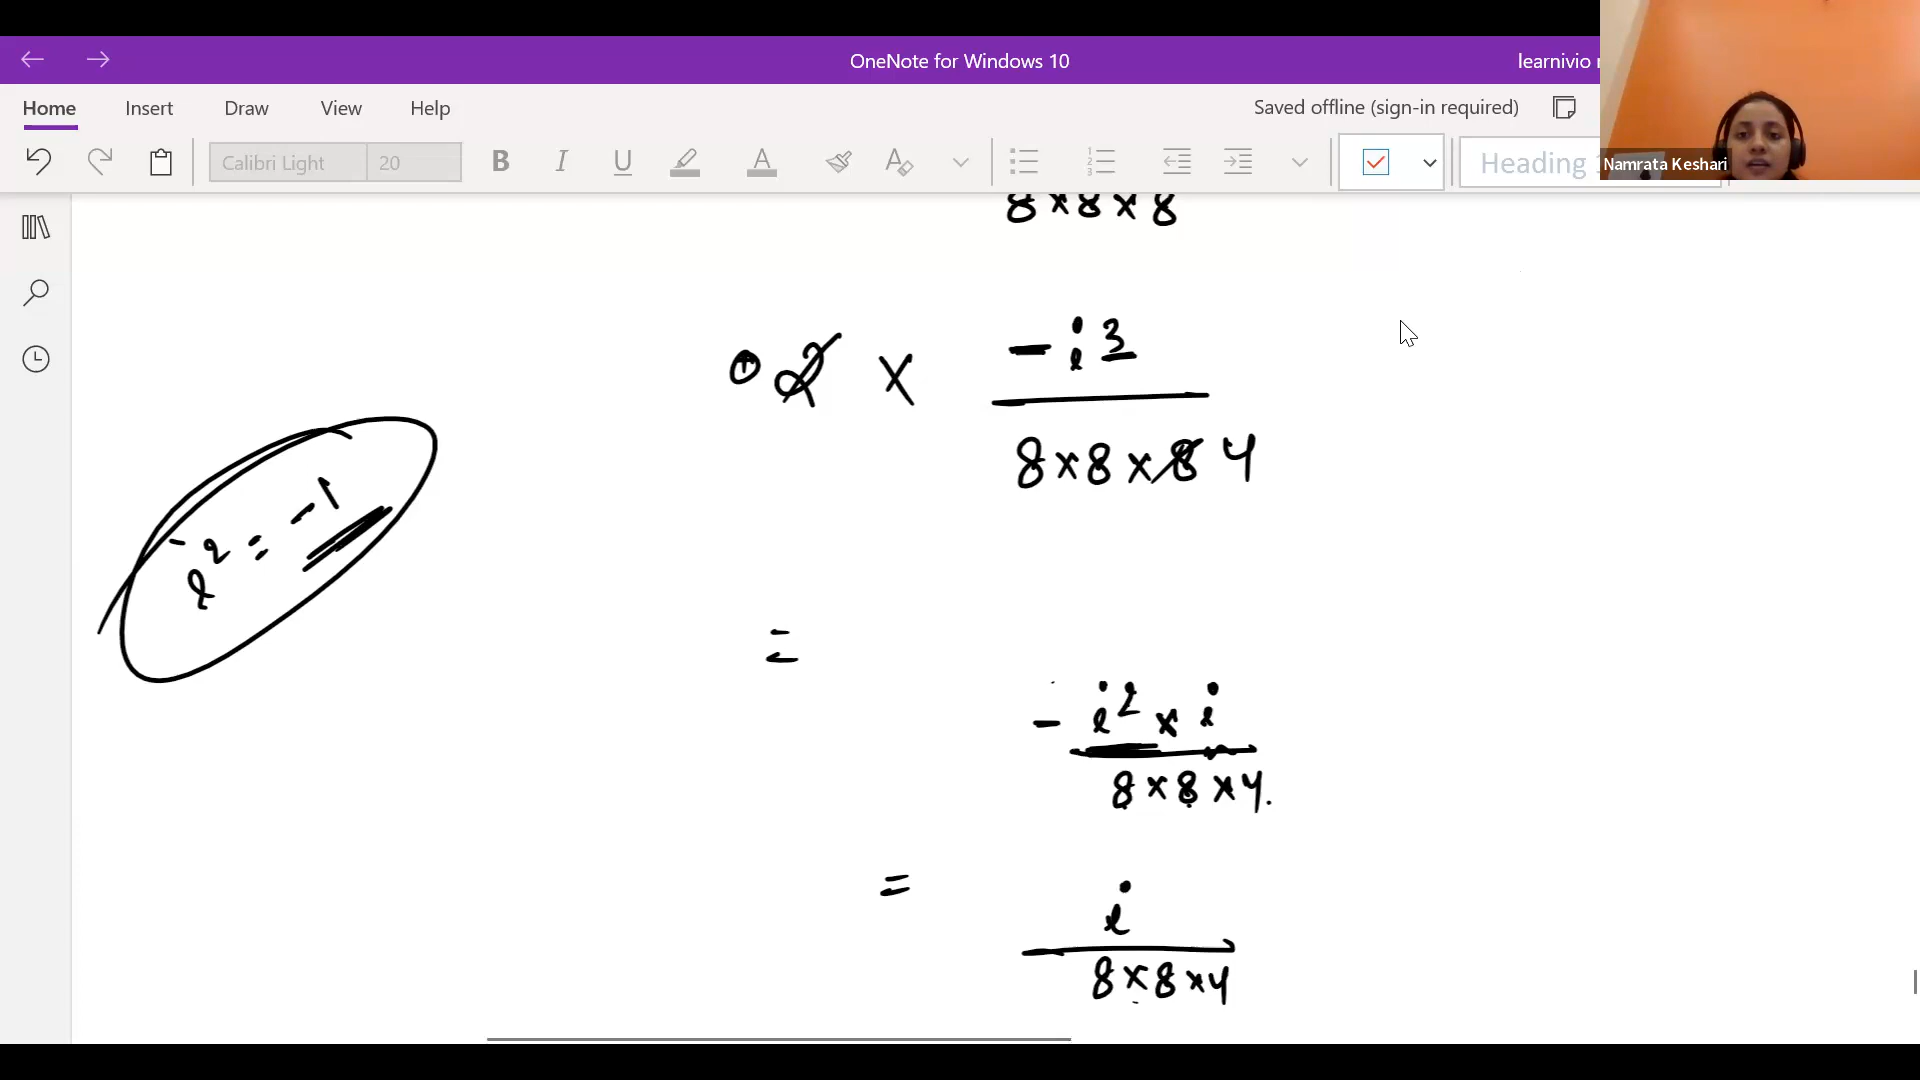 OneNote for Windows 10
learnivio
Home Insert Draw View Help
Saved offline (sign-in required)
Calibri Light 20
B I U A
Heading
Namrata Keshari
8 × 8 × 8
2 × -i³
8 × 8 × 8 4
i² = -1
=
- i² × i
8 × 8 × 4.
= i
8 × 8 × 4